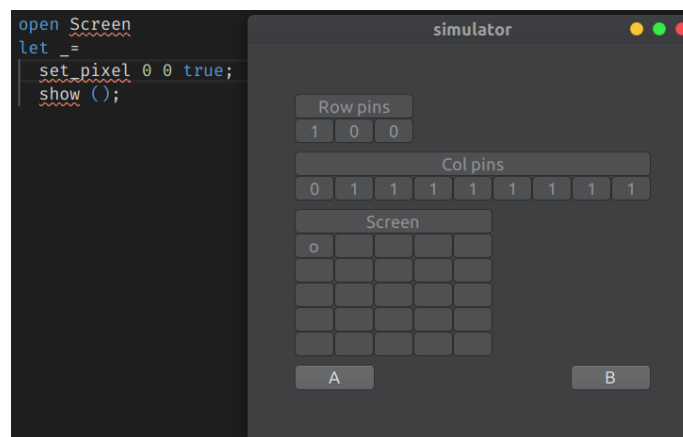 open Screen
let _=
set_pixel 0 0 true;
show ();
simulator
Row pins
1 0 0
Col pins
0 1 1 1 1 1 1 1 1
Screen
o
A B